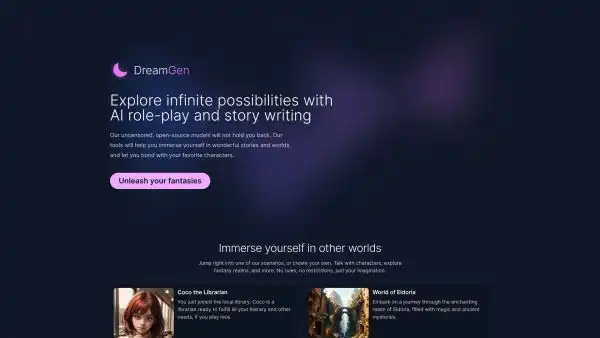 DreamGen
Explore infinite possibilities with
AI role-play and story writing
Our uncensored, open-source models will not hold you back. Our
tools will help you immerse yourself in wonderful stories and worlds
and let you bond with your favorite characters.
Unleash your fantasies
Immerse yourself in other worlds
Jump right into one of our scenarios, or create your own. Talk with characters, explore
fantasy realms, and more. No rules, no restrictions, just your imagination.
Coco the Librarian
You just joined the local library. Coco is a
librarian ready to fulfill all your literary and other
needs, if you play nice.
World of Eldoria
Embark on a journey through the enchanting
realm of Eldoria, filled with magic and ancient
mysteries.